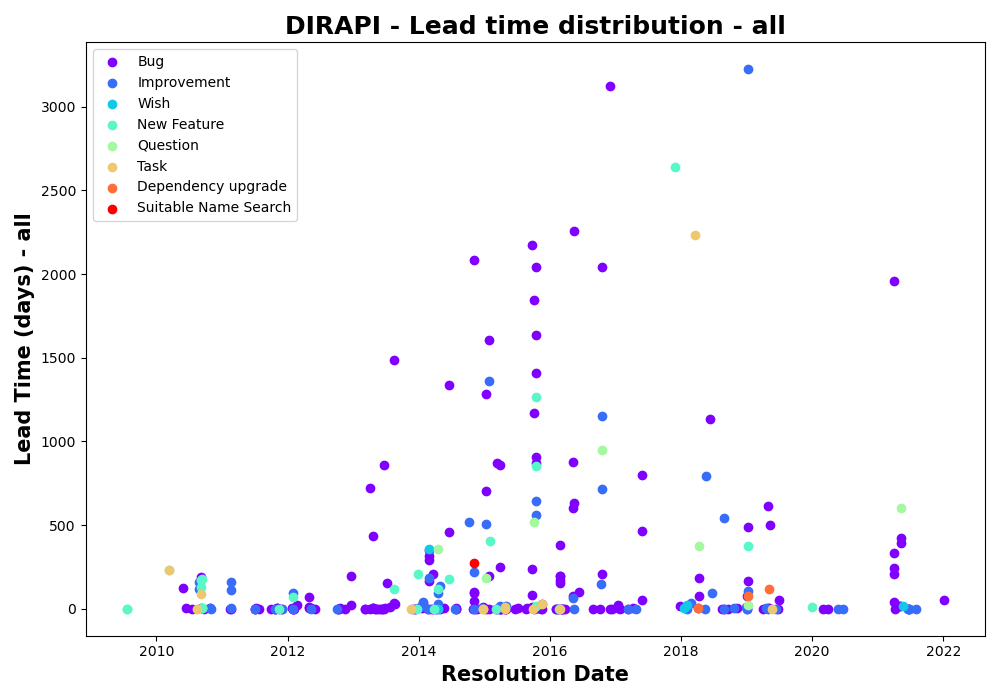 DIRAPI - Lead time distribution - all
Bug
Improvement
Wish
New Feature
Question
Task
Dependency upgrade
Suitable Name Search
Lead Time (days) - all
3000
2500
2000
1500
1000
500
0
2010 2012 2014 2016 2018 2020 2022
Resolution Date